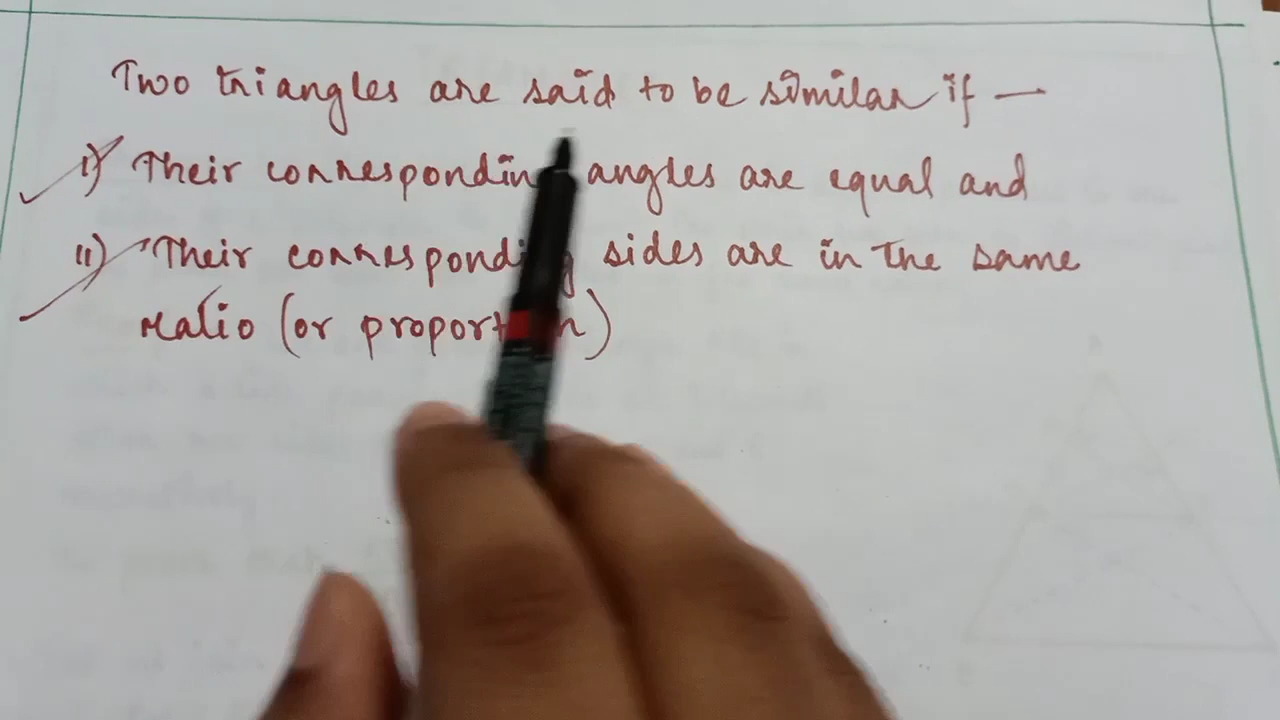 Two triangles are said to be similar if —
i) Their corresponding angles are equal and
ii) Their corresponding sides are in the same
ratio (or proportion)